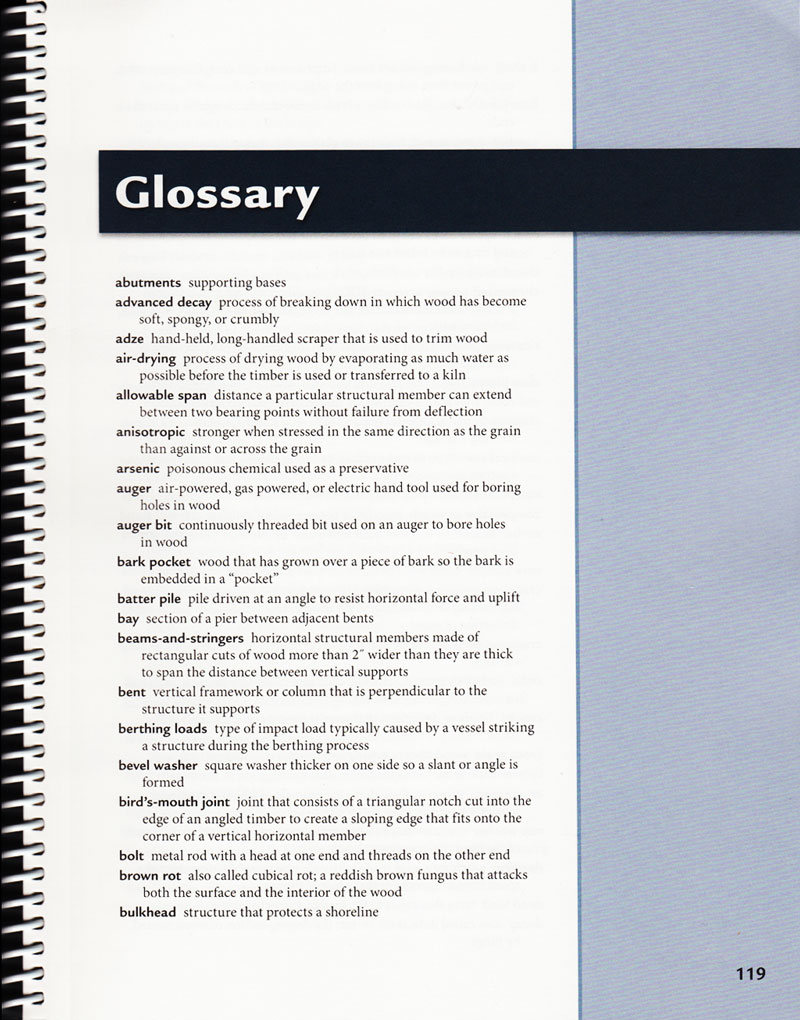 Glossary
abutments supporting bases
advanced decay process of breaking down in which wood has become
soft, spongy, or crumbly
adze hand-held, long-handled scraper that is used to trim wood
air-drying process of drying wood by evaporating as much water as
possible before the timber is used or transferred to a kiln
allowable span distance a particular structural member can extend
between two bearing points without failure from deflection
anisotropic stronger when stressed in the same direction as the grain
than against or across the grain
arsenic poisonous chemical used as a preservative
auger air-powered, gas powered, or electric hand tool used for boring
holes in wood
auger bit continuously threaded bit used on an auger to bore holes
in wood
bark pocket wood that has grown over a piece of bark so the bark is
embedded in a “pocket”
batter pile pile driven at an angle to resist horizontal force and uplift
bay section of a pier between adjacent bents
beams-and-stringers horizontal structural members made of
rectangular cuts of wood more than 2″ wider than they are thick
to span the distance between vertical supports
bent vertical framework or column that is perpendicular to the
structure it supports
berthing loads type of impact load typically caused by a vessel striking
a structure during the berthing process
bevel washer square washer thicker on one side so a slant or angle is
formed
bird’s-mouth joint joint that consists of a triangular notch cut into the
edge of an angled timber to create a sloping edge that fits onto the
corner of a vertical horizontal member
bolt metal rod with a head at one end and threads on the other end
brown rot also called cubical rot; a reddish brown fungus that attacks
both the surface and the interior of the wood
bulkhead structure that protects a shoreline
119